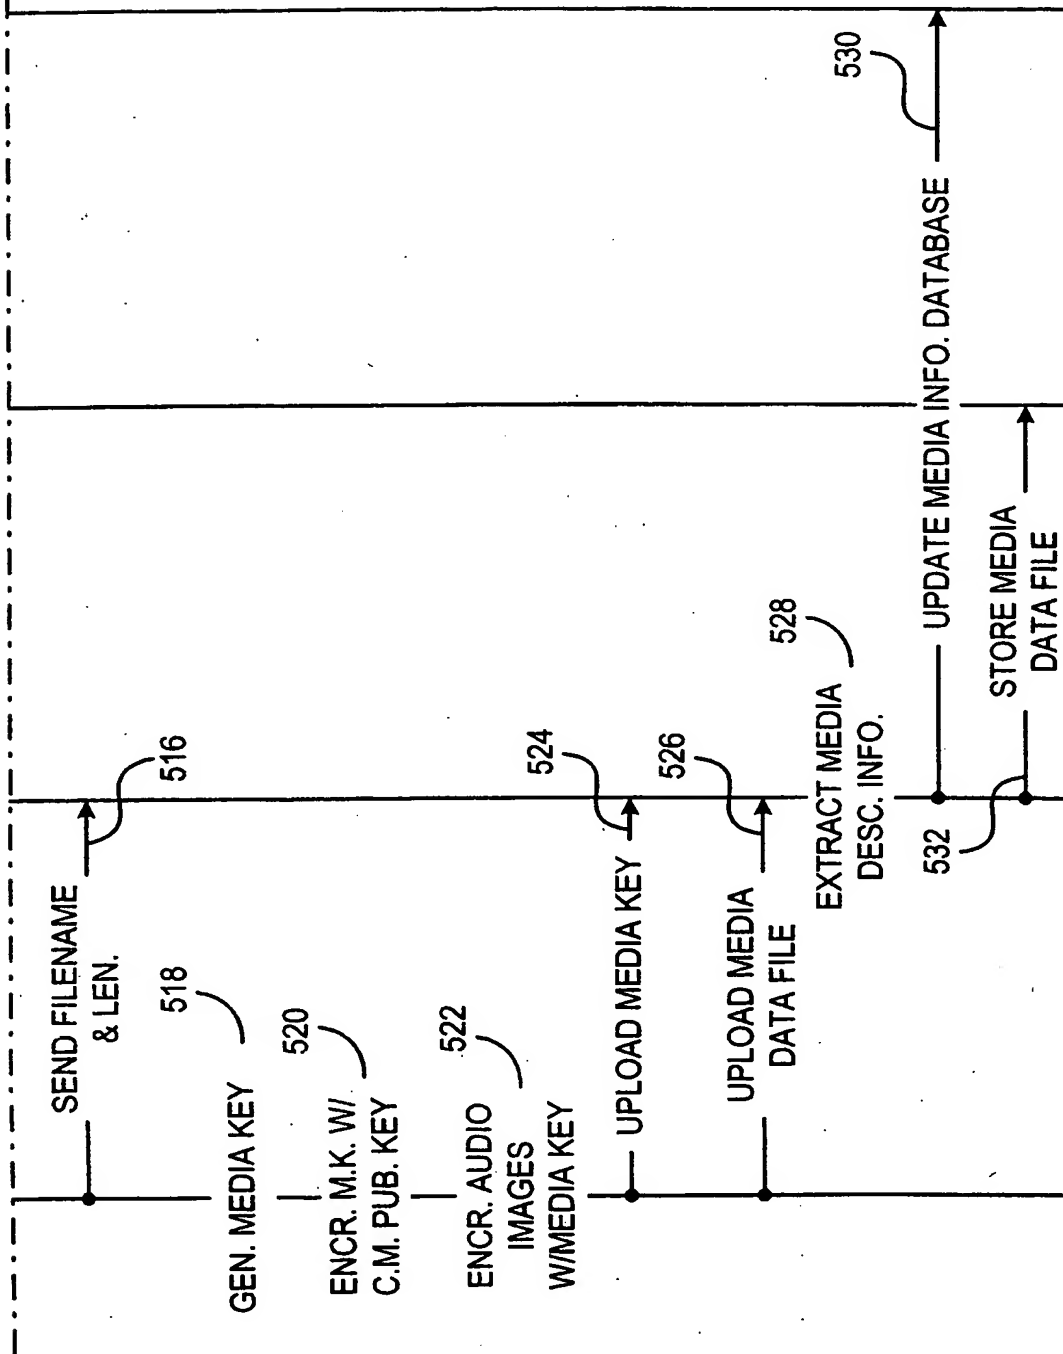 SEND FILENAME
& LEN.
516
GEN. MEDIA KEY
518
ENCR. M.K. W/
C.M. PUB. KEY
520
ENCR. AUDIO
IMAGES
W/MEDIA KEY
522
UPLOAD MEDIA KEY
524
UPLOAD MEDIA
DATA FILE
526
EXTRACT MEDIA
DESC. INFO.
528
UPDATE MEDIA INFO. DATABASE
530
STORE MEDIA
DATA FILE
532